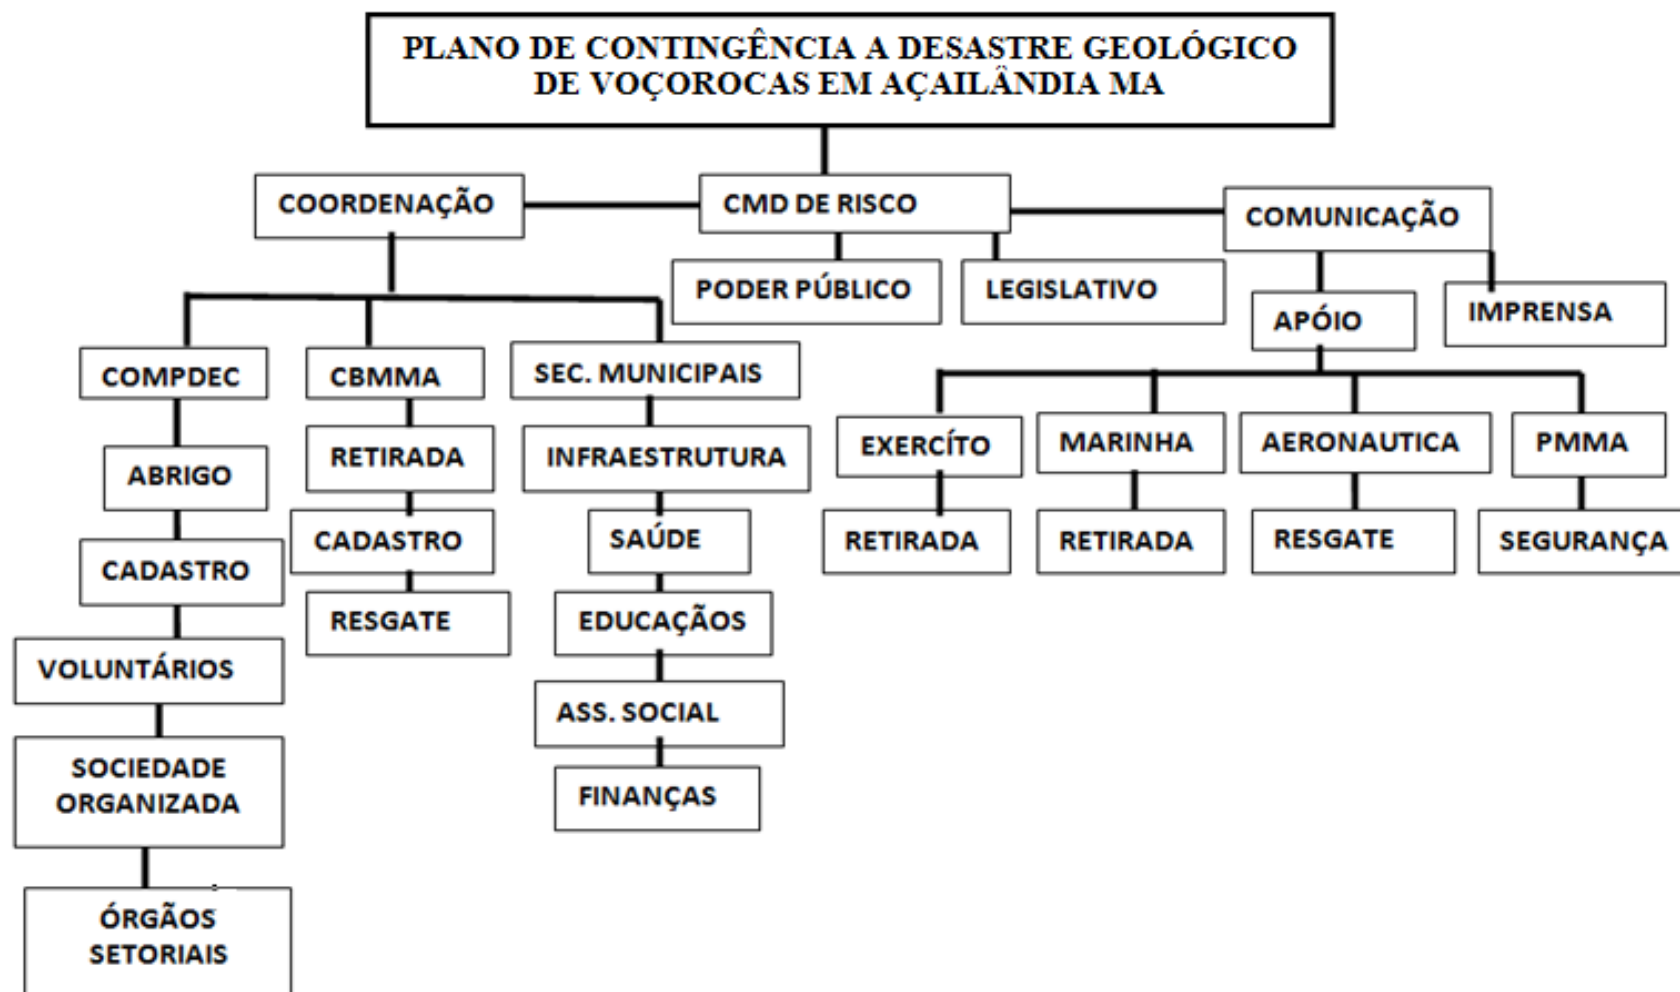 PLANO DE CONTINGÊNCIA A DESASTRE GEOLÓGICO
DE VOÇOROCAS EM AÇAILÂNDIA MA
COORDENAÇÃO
CMD DE RISCO
COMUNICAÇÃO
PODER PÚBLICO
LEGISLATIVO
APÓIO
IMPRENSA
COMPDEC
CBMMA
SEC. MUNICIPAIS
EXERCÍTO
MARINHA
AERONAUTICA
PMMA
ABRIGO
RETIRADA
INFRAESTRUTURA
RETIRADA
RETIRADA
RESGATE
SEGURANÇA
CADASTRO
CADASTRO
SAÚDE
VOLUNTÁRIOS
RESGATE
EDUCAÇÃOS
SOCIEDADE
ORGANIZADA
ASS. SOCIAL
FINANÇAS
ÓRGÃOS
SETORIAIS